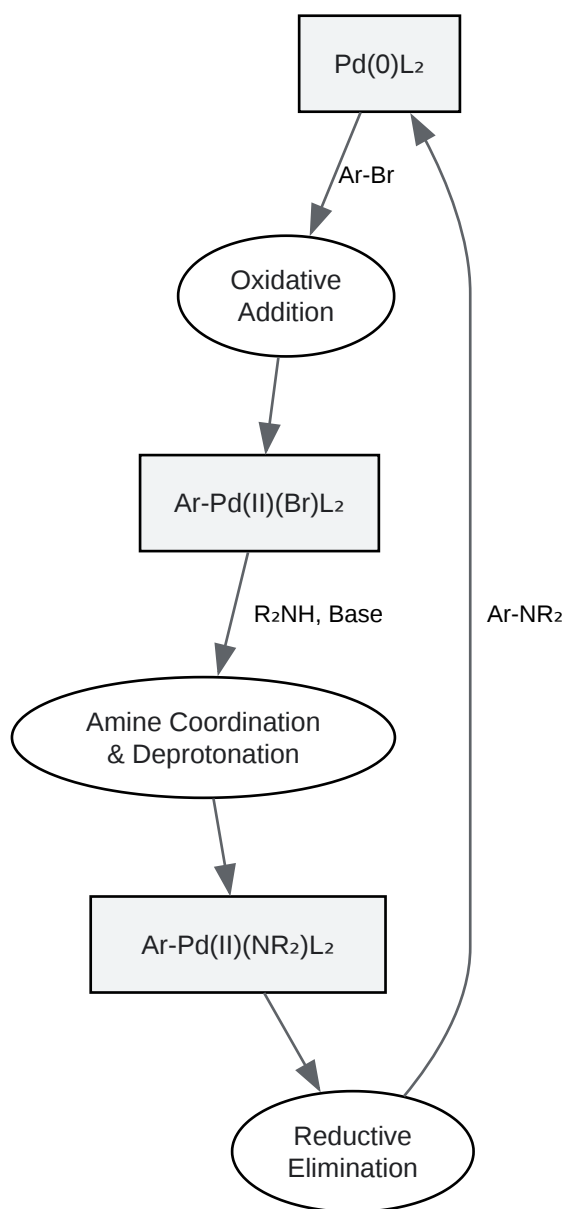 Pd(0)L₂
Ar-Br
Oxidative
Addition
Ar-Pd(II)(Br)L₂
R₂NH, Base
Ar-NR₂
Amine Coordination
& Deprotonation
Ar-Pd(II)(NR₂)L₂
Reductive
Elimination